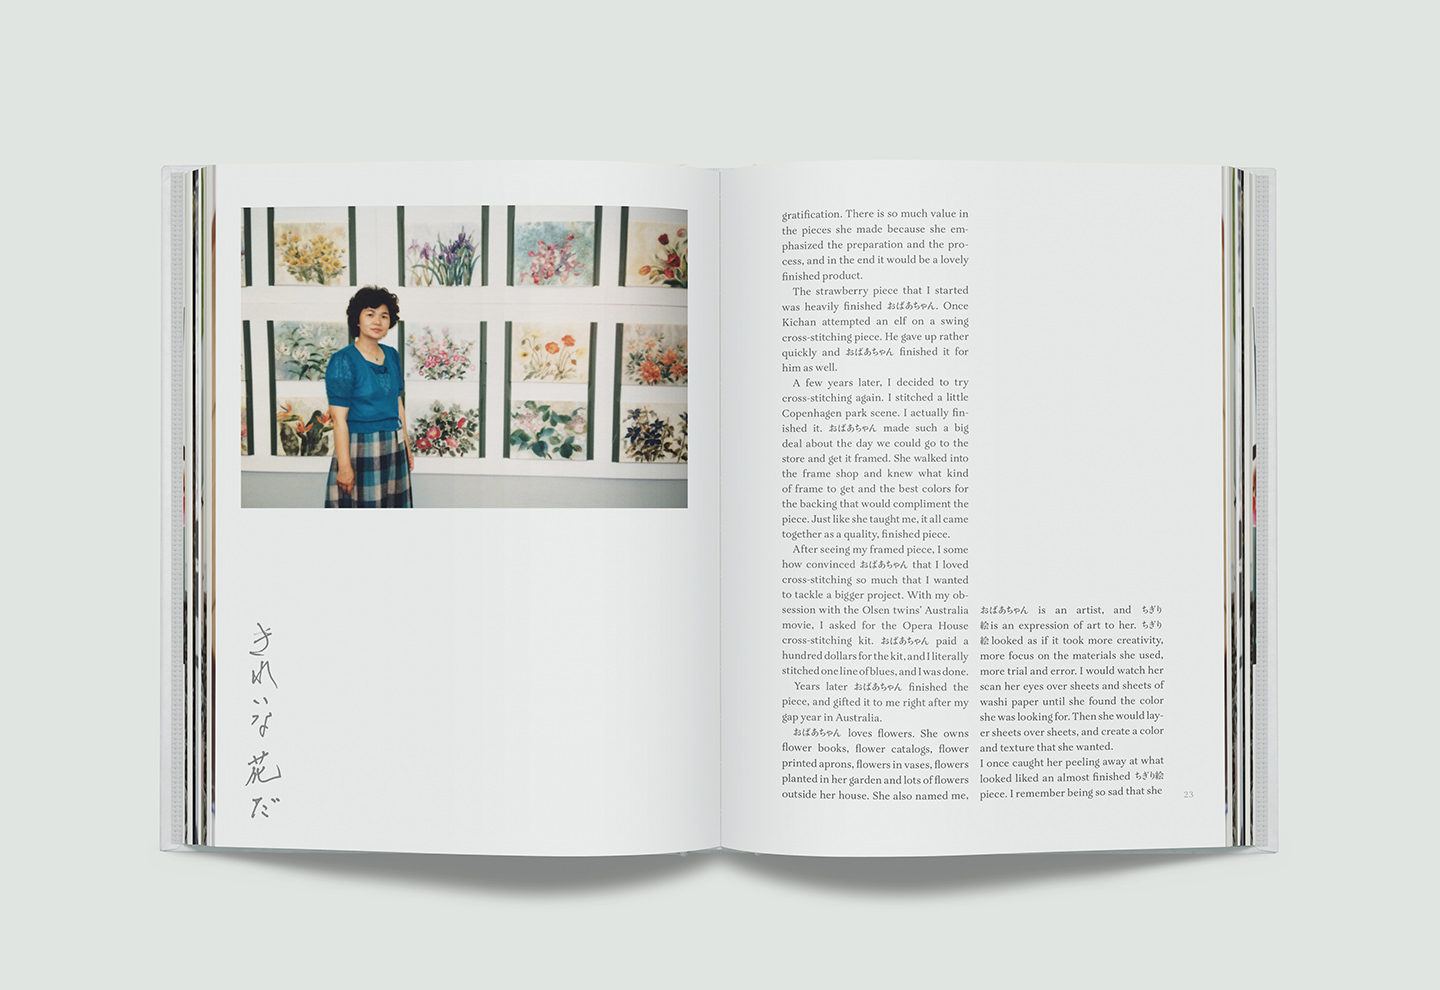 きれいな花だ
gratification. There is so much value in
the pieces she made because she em-
phasized the preparation and the pro-
cess, and in the end it would be a lovely
finished product.
The strawberry piece that I started
was heavily finished おばあちゃん. Once
Kichan attempted an elf on a swing
cross-stitching piece. He gave up rather
quickly and おばあちゃん finished it for
him as well.
A few years later, I decided to try
cross-stitching again. I stitched a little
Copenhagen park scene. I actually fin-
ished it. おばあちゃん made such a big
deal about the day we could go to the
store and get it framed. She walked into
the frame shop and knew what kind
of frame to get and the best colors for
the backing that would compliment the
piece. Just like she taught me, it all came
together as a quality, finished piece.
After seeing my framed piece, I some
how convinced おばあちゃん that I loved
cross-stitching so much that I wanted
to tackle a bigger project. With my ob-
session with the Olsen twins' Australia
movie, I asked for the Opera House
cross-stitching kit. おばあちゃん paid a
hundred dollars for the kit, and I literally
stitched one line of blues, and I was done.
Years later おばあちゃん finished the
piece, and gifted it to me right after my
gap year in Australia.
おばあちゃん loves flowers. She owns
flower books, flower catalogs, flower
printed aprons, flowers in vases, flowers
planted in her garden and lots of flowers
outside her house. She also named me,
おばあちゃん is an artist, and ちぎり
絵 is an expression of art to her. ちぎり
絵 looked as if it took more creativity,
more focus on the materials she used,
more trial and error. I would watch her
scan her eyes over sheets and sheets of
washi paper until she found the color
she was looking for. Then she would lay-
er sheets over sheets, and create a color
and texture that she wanted.
I once caught her peeling away at what
looked liked an almost finished ちぎり絵
piece. I remember being so sad that she
23